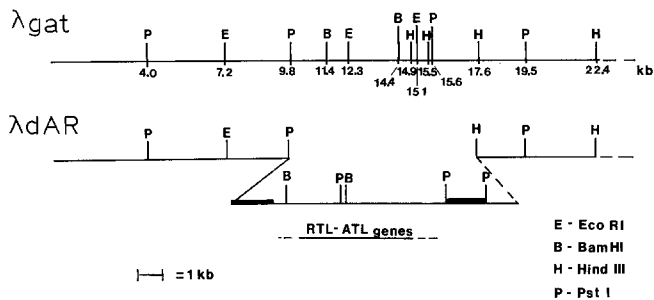 λgat
P E P B E B H E H P H P H
4.0 7.2 9.8 11.4 12.3 14.4 14.9 15.1 15.5 15.6 17.6 19.5 22.4 kb
λdAR
P E P H P H
B P B P P
RTL-ATL genes
= 1 kb
E - Eco RI
B - Bam HI
H - Hind III
P - Pst I